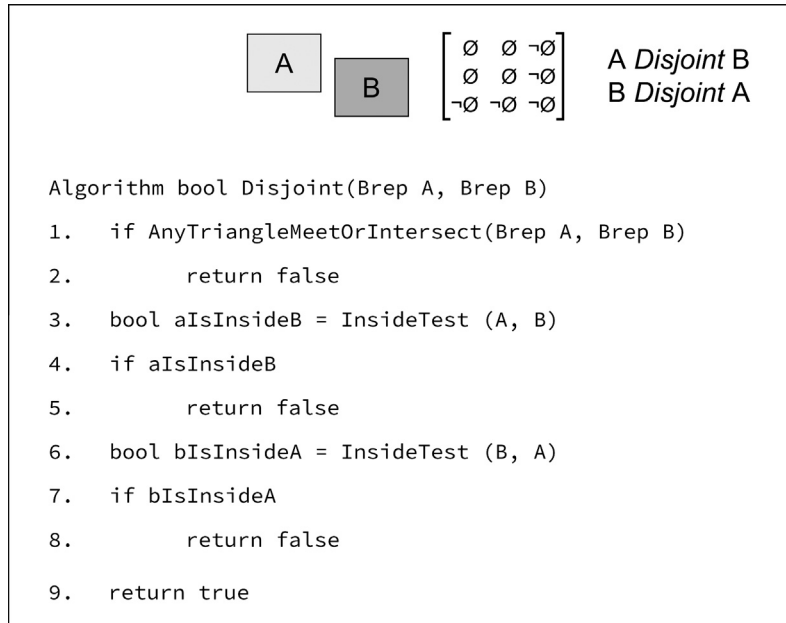 A
B
Ø Ø ¬Ø
Ø Ø ¬Ø
¬Ø ¬Ø ¬Ø
A Disjoint B
B Disjoint A
Algorithm bool Disjoint(Brep A, Brep B)
1. if AnyTriangleMeetOrIntersect(Brep A, Brep B)
2. return false
3. bool aIsInsideB = InsideTest (A, B)
4. if aIsInsideB
5. return false
6. bool bIsInsideA = InsideTest (B, A)
7. if bIsInsideA
8. return false
9. return true